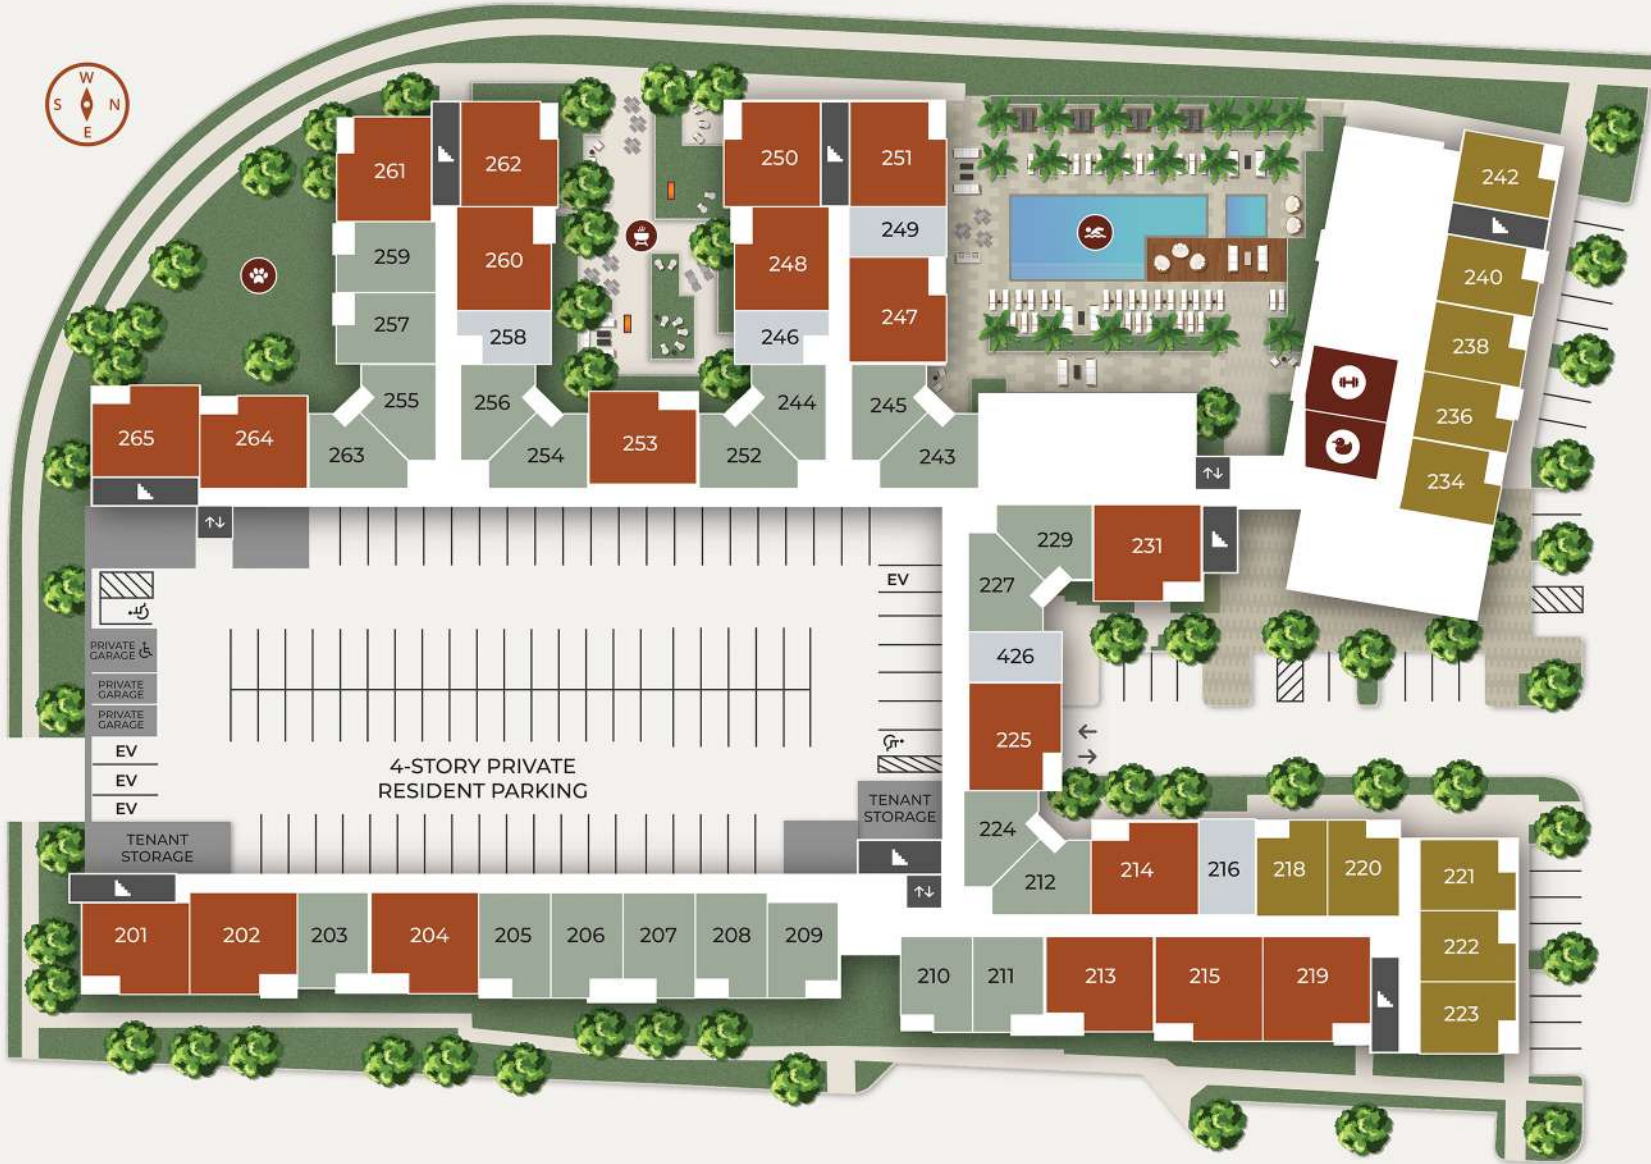 W
S N
E
261
262
250
251
242
259
260
248
249
240
257
258
246
247
238
236
234
265
264
263
255
256
254
253
252
244
245
243
229
231
227
426
225
EV
PRIVATE
GARAGE
PRIVATE
GARAGE
PRIVATE
GARAGE
EV
EV
EV
4-STORY PRIVATE
RESIDENT PARKING
TENANT
STORAGE
TENANT
STORAGE
224
212
214
216
218
220
221
222
223
201
202
203
204
205
206
207
208
209
210
211
213
215
219